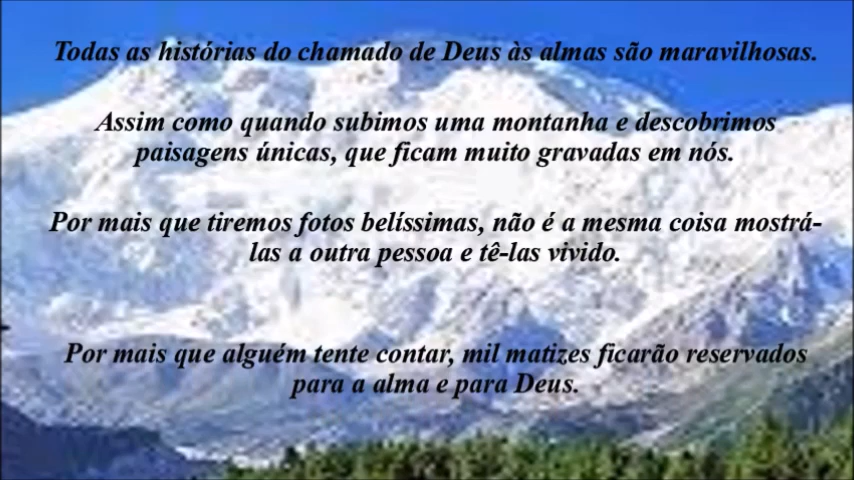 Todas as histórias do chamado de Deus às almas são maravilhosas.
Assim como quando subimos uma montanha e descobrimos
paisagens únicas, que ficam muito gravadas em nós.
Por mais que tiremos fotos belíssimas, não é a mesma coisa mostrá-
las a outra pessoa e tê-las vivido.
Por mais que alguém tente contar, mil matizes ficarão reservados
para a alma e para Deus.